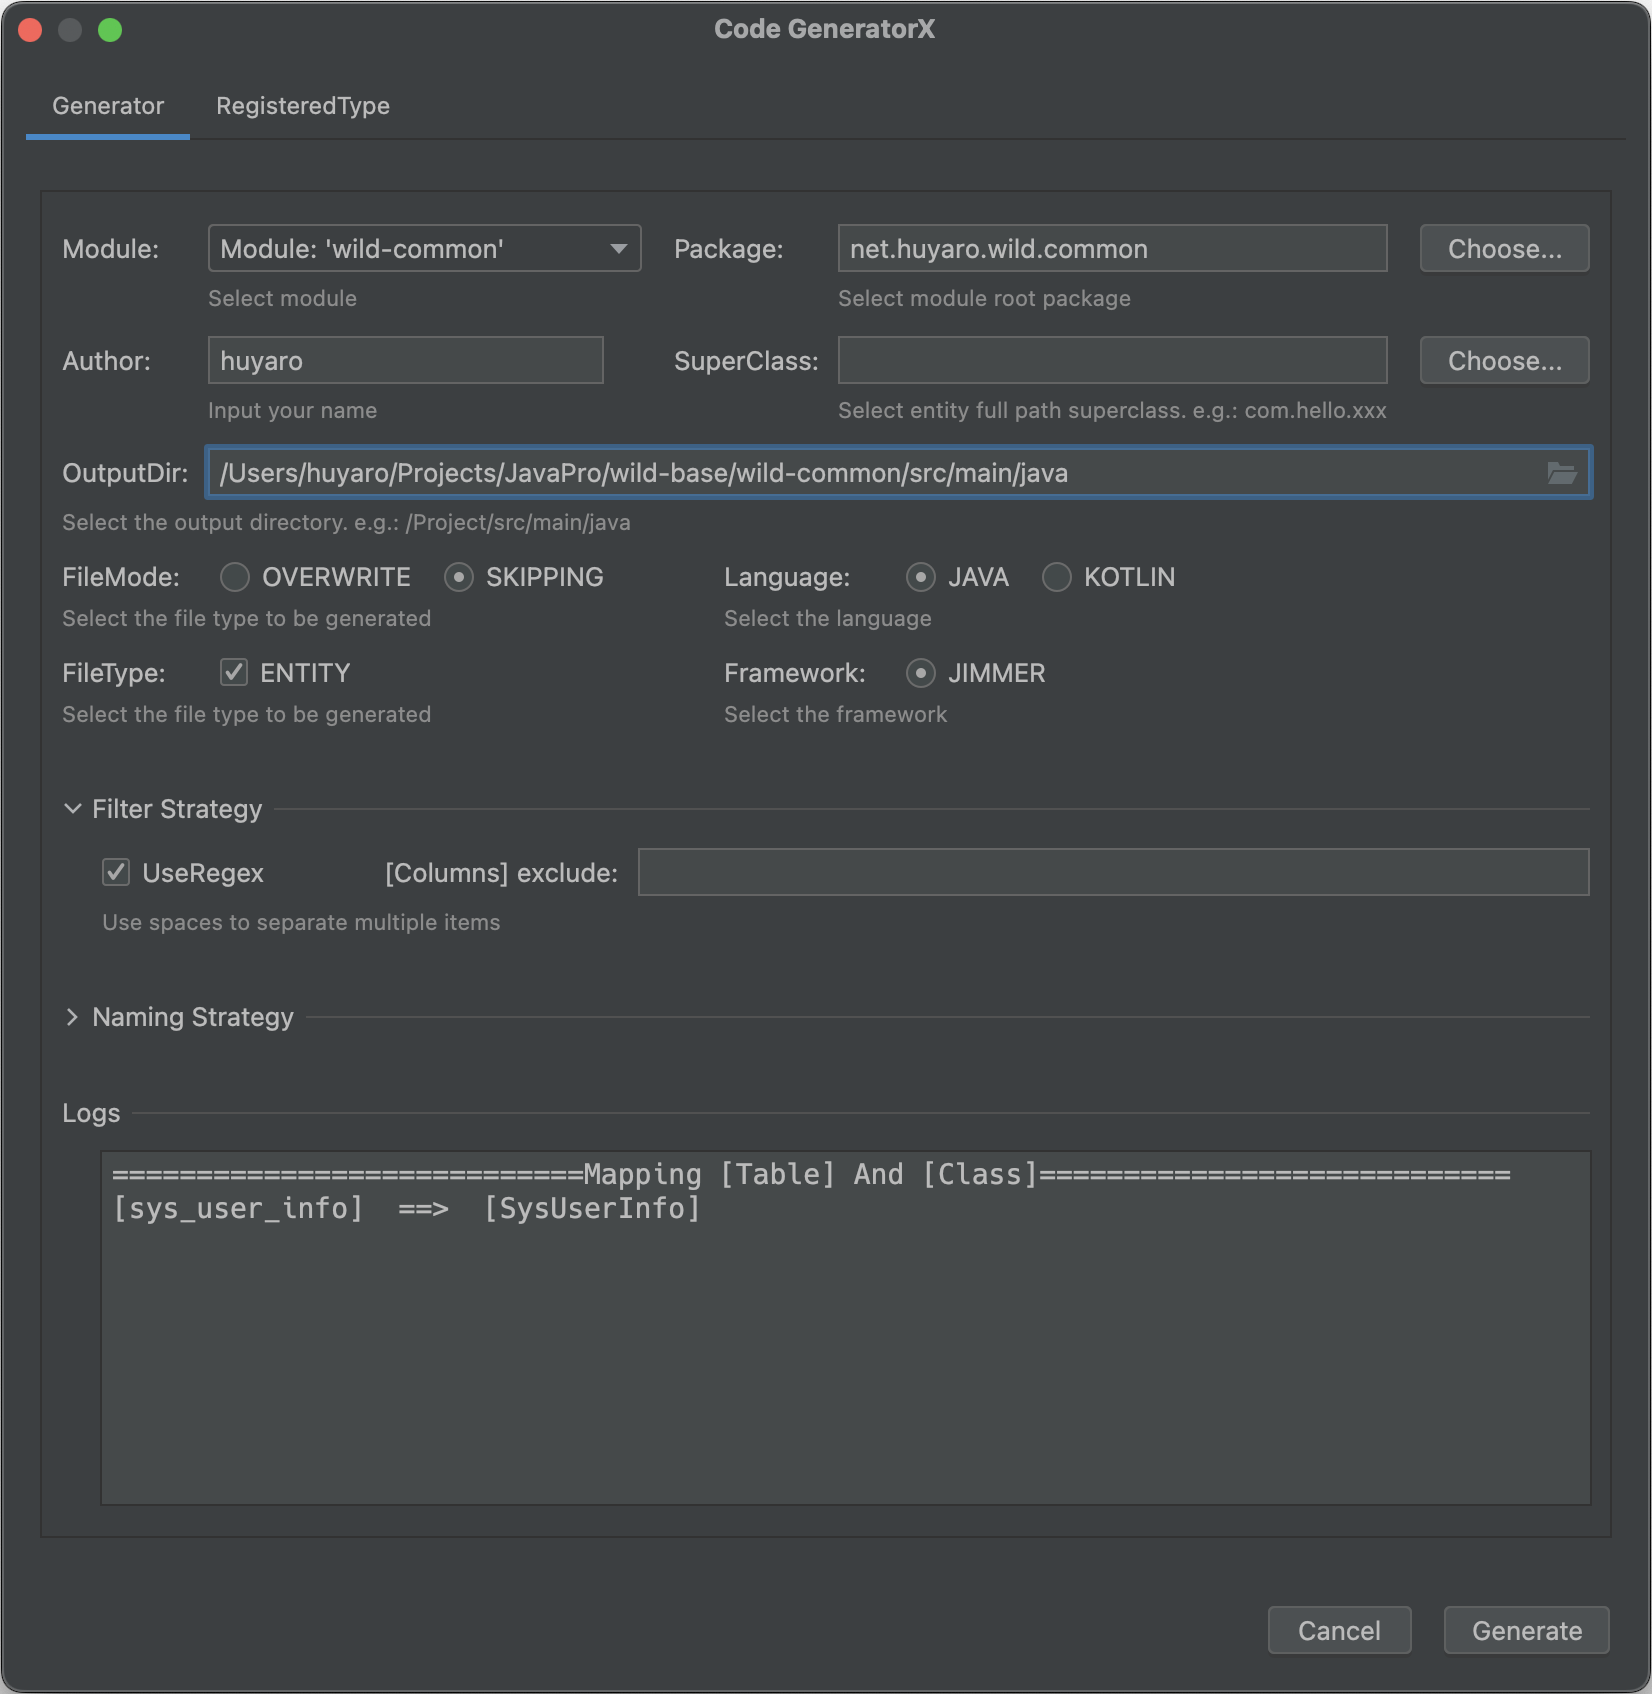 Code GeneratorX
Generator RegisteredType
Module: Module: 'wild-common' Package: net.huyaro.wild.common Choose...
Select module Select module root package
Author: huyaro SuperClass: Choose...
Input your name Select entity full path superclass. e.g.: com.hello.xxx
OutputDir: /Users/huyaro/Projects/JavaPro/wild-base/wild-common/src/main/java
Select the output directory. e.g.: /Project/src/main/java
FileMode: OVERWRITE SKIPPING Language: JAVA KOTLIN
Select the file type to be generated Select the language
FileType: ENTITY Framework: JIMMER
Select the file type to be generated Select the framework
Filter Strategy
UseRegex [Columns] exclude:
Use spaces to separate multiple items
Naming Strategy
Logs
============================Mapping [Table] And [Class]============================
[sys_user_info]  ==>  [SysUserInfo]
Cancel Generate